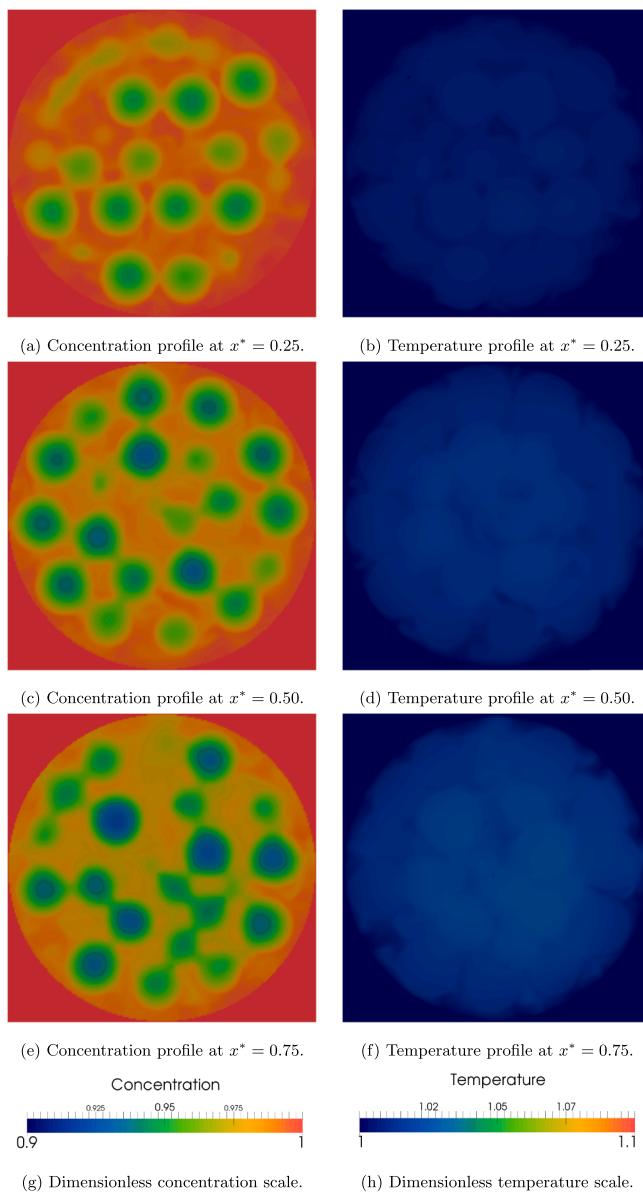 (a) Concentration profile at x* = 0.25.
(b) Temperature profile at x* = 0.25.
(c) Concentration profile at x* = 0.50.
(d) Temperature profile at x* = 0.50.
(e) Concentration profile at x* = 0.75.
(f) Temperature profile at x* = 0.75.
Concentration
0.925 0.95 0.975
0.9 1
Temperature
1.02 1.05 1.07
1 1.1
(g) Dimensionless concentration scale.
(h) Dimensionless temperature scale.